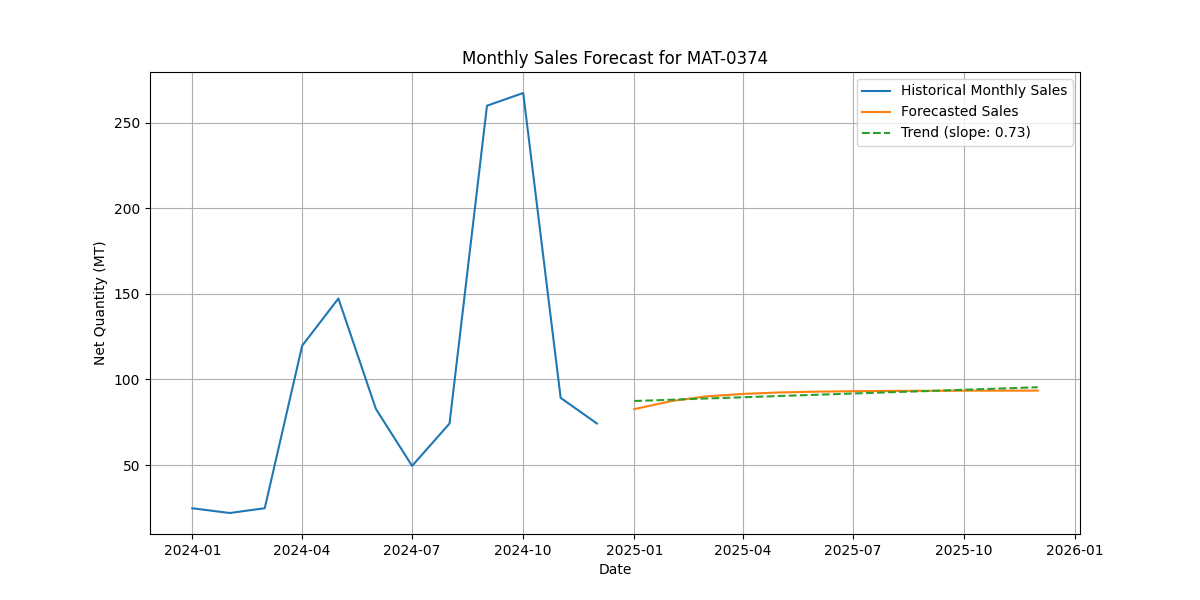 Monthly Sales Forecast for MAT-0374
Historical Monthly Sales
Forecasted Sales
Trend (slope: 0.73)
Net Quantity (MT)
250
200
150
100
50
2024-01 2024-04 2024-07 2024-10 2025-01 2025-04 2025-07 2025-10 2026-01
Date